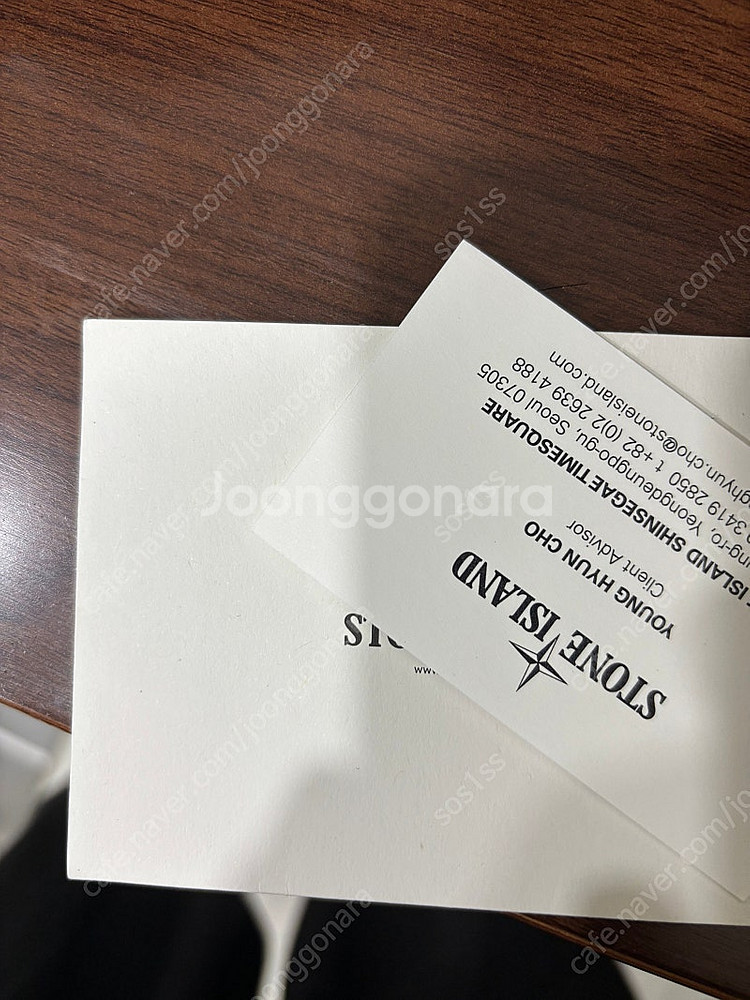 STONE ISLAND
YOUNG HYUN CHO
Client Advisor
ISLAND SHINSEGAE TIMESQUARE
Yeongdeungpo-gu, Seoul 07305
3419 2850 t +82 (0)2 2639 4188
@stoneisland.com
www.
Joonggonara
cafe.naver.com/joonggonara
sos1ss